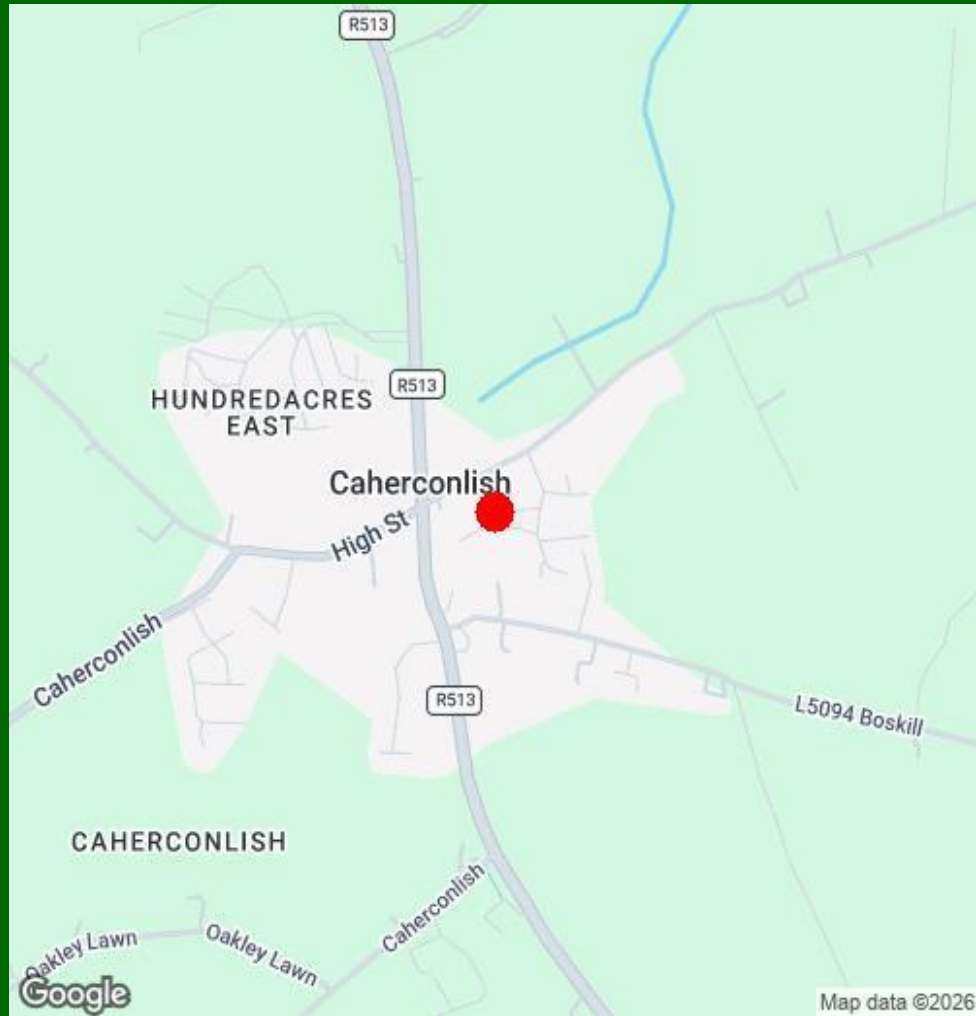 R513
HUNDREDACRES
EAST
R513
Caherconlish
High St
Caherconlish
R513
L5094 Boskill
CAHERCONLISH
Caherconlish
Oakley Lawn
Oakley Lawn
Google
Map data ©2026